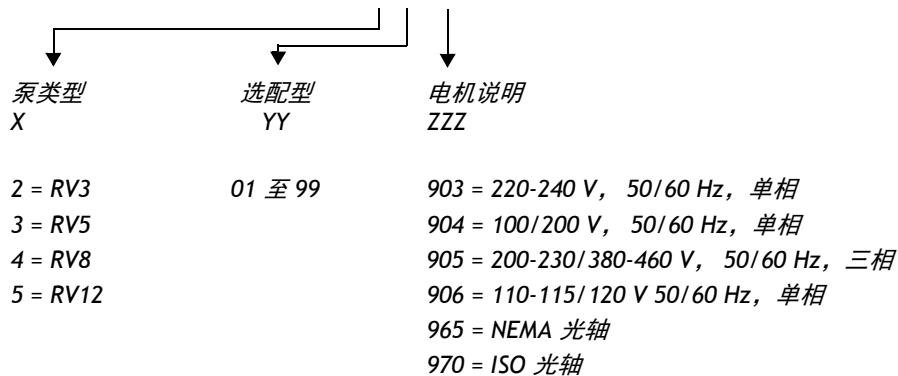 泵类型 选配型 电机说明
X YY ZZZ
2 = RV3 01 至 99 903 = 220-240 V， 50/60 Hz，单相
3 = RV5 904 = 100/200 V， 50/60 Hz，单相
4 = RV8 905 = 200-230/380-460 V， 50/60 Hz，三相
5 = RV12 906 = 110-115/120 V 50/60 Hz，单相
965 = NEMA 光轴
970 = ISO 光轴